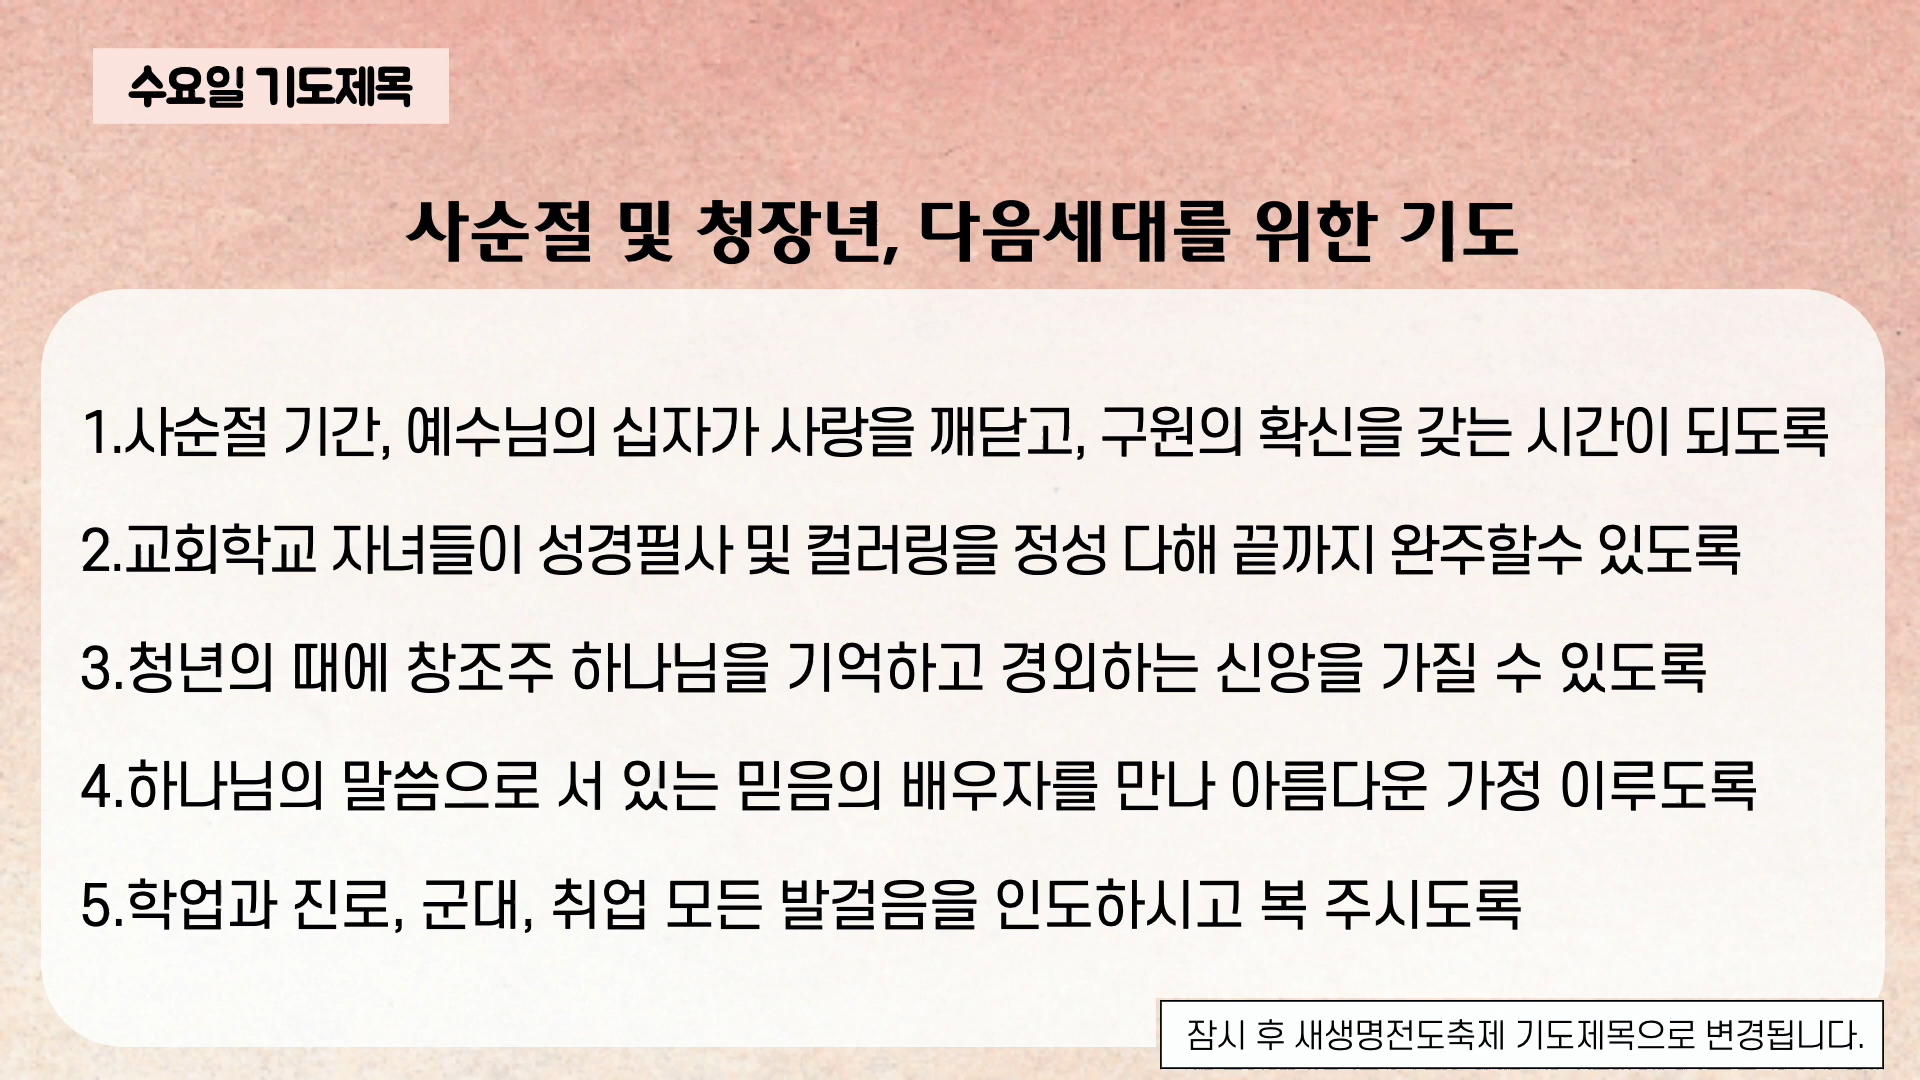 수요일 기도제목
사순절 및 청장년, 다음세대를 위한 기도
1.사순절 기간, 예수님의 십자가 사랑을 깨닫고, 구원의 확신을 갖는 시간이 되도록
2.교회학교 자녀들이 성경필사 및 컬러링을 정성 다해 끝까지 완주할수 있도록
3.청년의 때에 창조주 하나님을 기억하고 경외하는 신앙을 가질 수 있도록
4.하나님의 말씀으로 서 있는 믿음의 배우자를 만나 아름다운 가정 이루도록
5.학업과 진로, 군대, 취업 모든 발걸음을 인도하시고 복 주시도록
잠시 후 새생명전도축제 기도제목으로 변경됩니다.